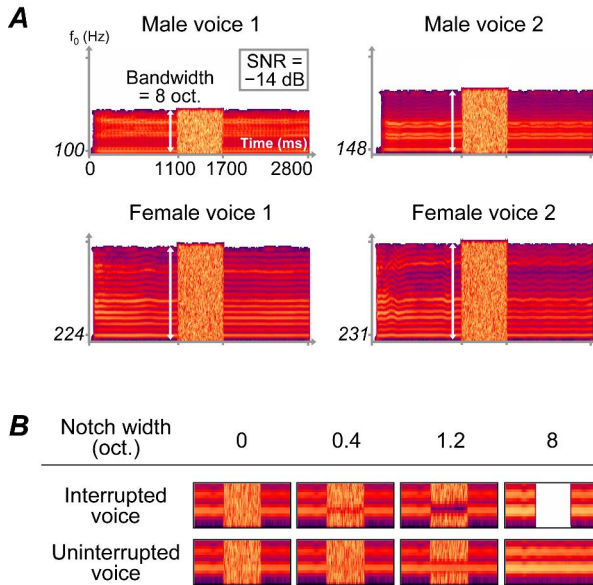 A
Male voice 1
Male voice 2
f₀ (Hz)
Bandwidth
= 8 oct.
SNR =
−14 dB
Time (ms)
100
0
1100
1700
2800
148
Female voice 1
Female voice 2
224
231
B
Notch width
(oct.)
0
0.4
1.2
8
Interrupted
voice
Uninterrupted
voice